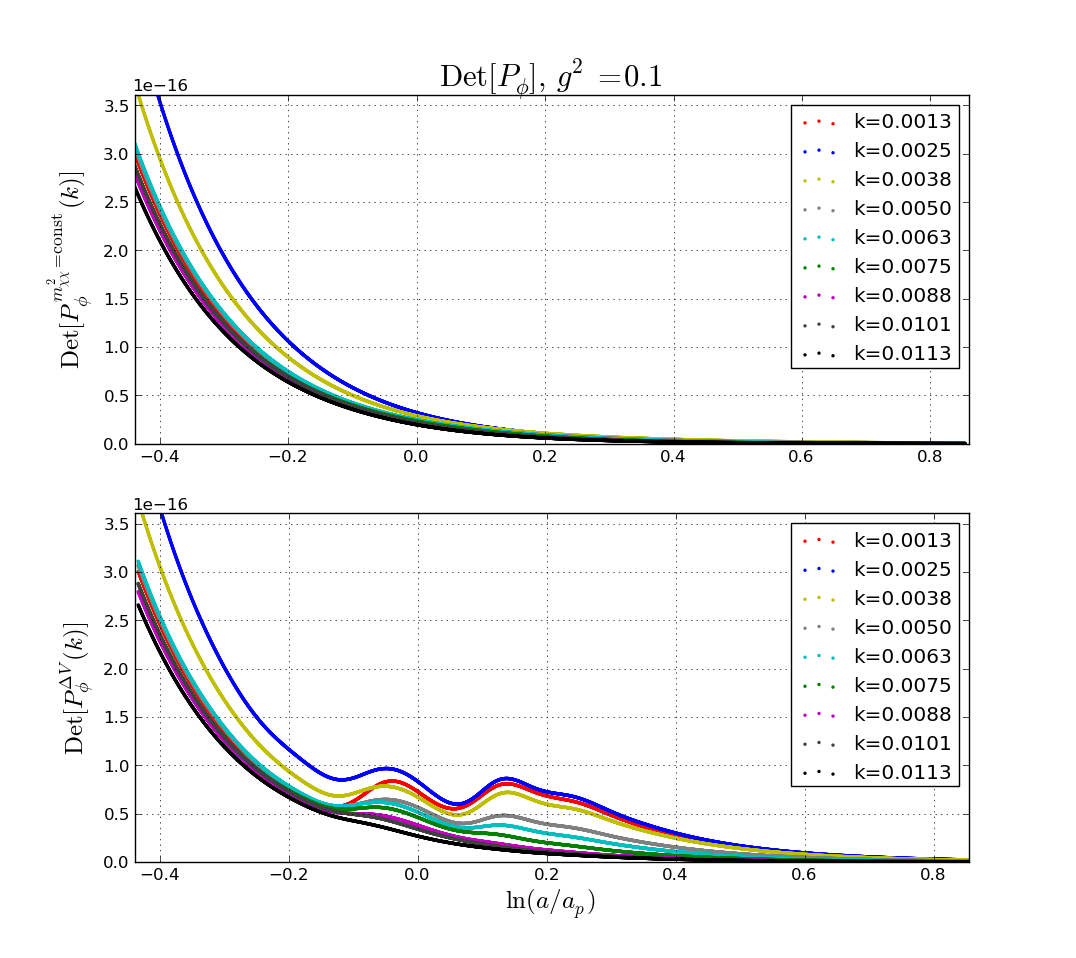 Det[P_ϕ], g² =0.1
1e−16
Det[P_ϕ^{m²_{χχ}=const}(k)]
3.5
3.0
2.5
2.0
1.5
1.0
0.5
0.0
−0.4 −0.2 0.0 0.2 0.4 0.6 0.8
k=0.0013
k=0.0025
k=0.0038
k=0.0050
k=0.0063
k=0.0075
k=0.0088
k=0.0101
k=0.0113
1e−16
Det[P_ϕ^{ΔV}(k)]
3.5
3.0
2.5
2.0
1.5
1.0
0.5
0.0
−0.4 −0.2 0.0 0.2 0.4 0.6 0.8
k=0.0013
k=0.0025
k=0.0038
k=0.0050
k=0.0063
k=0.0075
k=0.0088
k=0.0101
k=0.0113
ln(a/a_p)